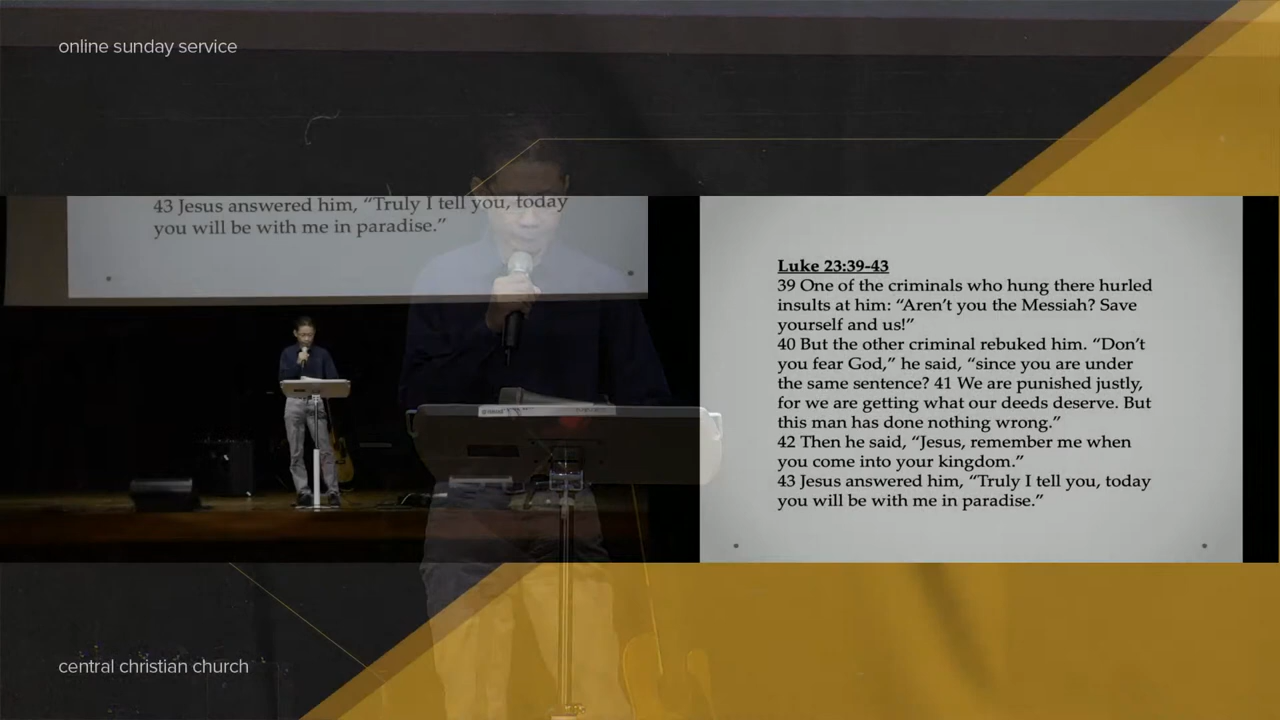 online sunday service
43 Jesus answered him, “Truly I tell you, today
you will be with me in paradise.”
Luke 23:39-43
39 One of the criminals who hung there hurled
insults at him: “Aren’t you the Messiah? Save
yourself and us!”
40 But the other criminal rebuked him. “Don’t
you fear God,” he said, “since you are under
the same sentence? 41 We are punished justly,
for we are getting what our deeds deserve. But
this man has done nothing wrong.”
42 Then he said, “Jesus, remember me when
you come into your kingdom.”
43 Jesus answered him, “Truly I tell you, today
you will be with me in paradise.”
central christian church